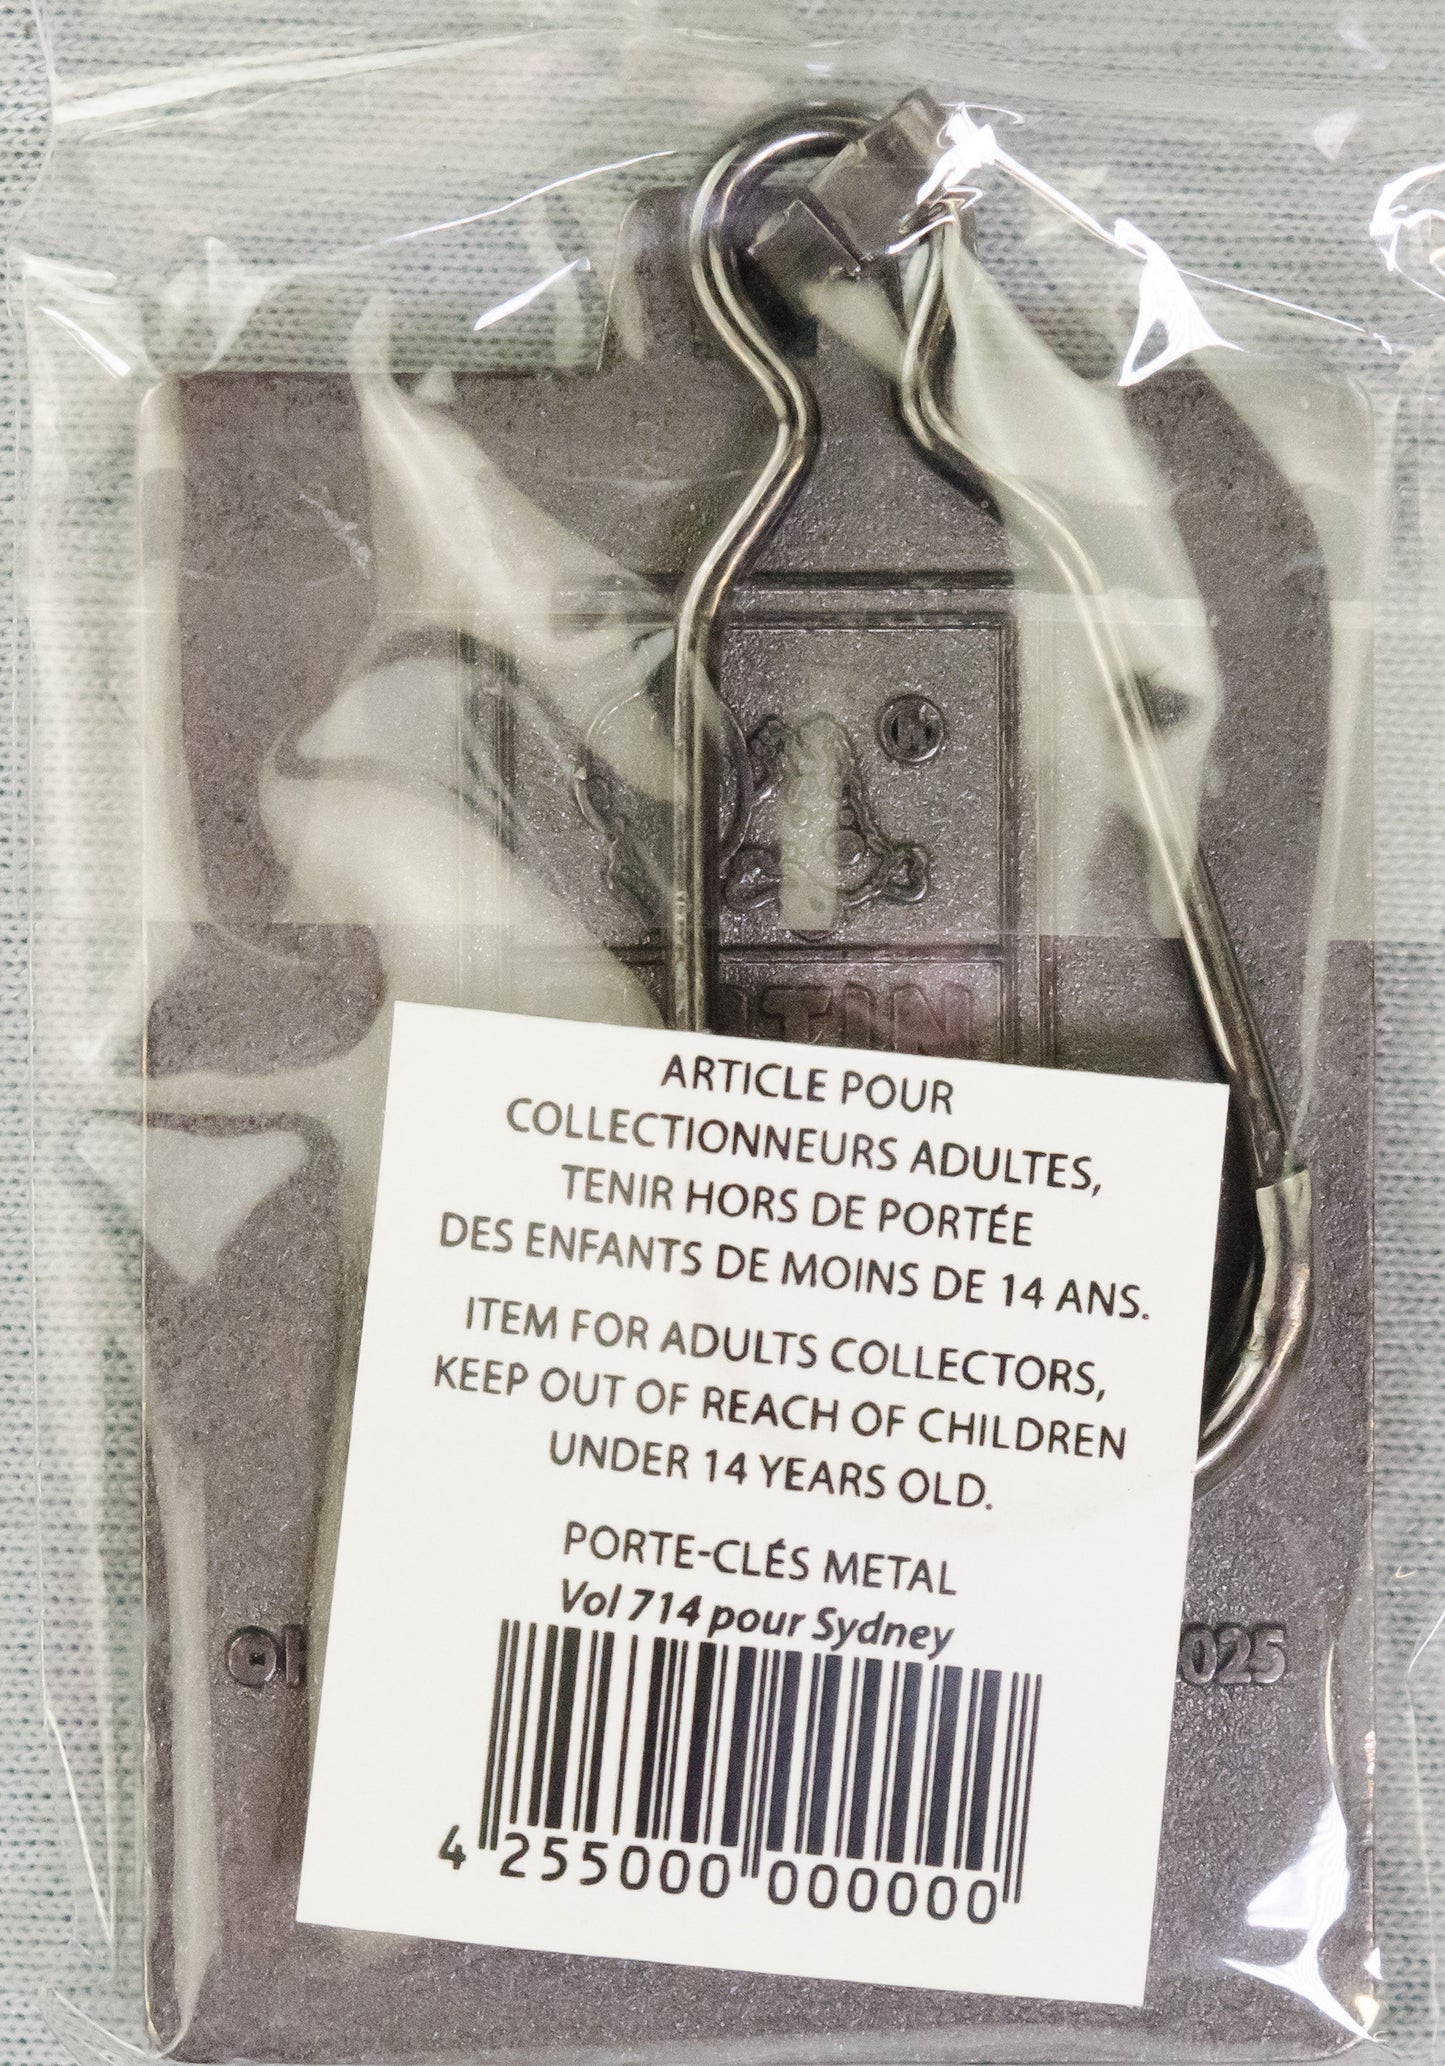 TIN
ARTICLE POUR
COLLECTIONNEURS ADULTES,
TENIR HORS DE PORTÉE
DES ENFANTS DE MOINS DE 14 ANS.
ITEM FOR ADULTS COLLECTORS,
KEEP OUT OF REACH OF CHILDREN
UNDER 14 YEARS OLD.
PORTE-CLÉS METAL
Vol 714 pour Sydney
©H 025
4 255000 000000